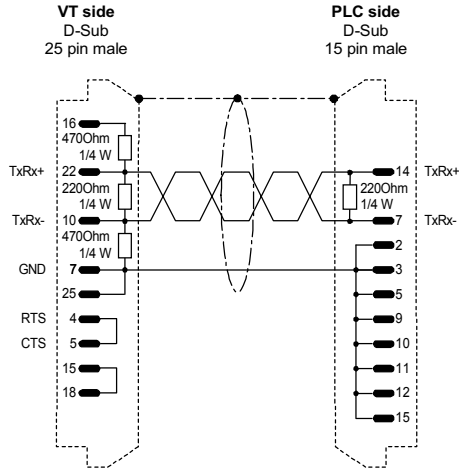 VT side
D-Sub
25 pin male
PLC side
D-Sub
15 pin male
16
470Ohm
1/4 W
TxRx+ 22
14 TxRx+
220Ohm
1/4 W
220Ohm
1/4 W
TxRx- 10
7 TxRx-
470Ohm
1/4 W
2
GND 7
3
25
5
RTS 4
9
CTS 5
10
15
11
18
12
15